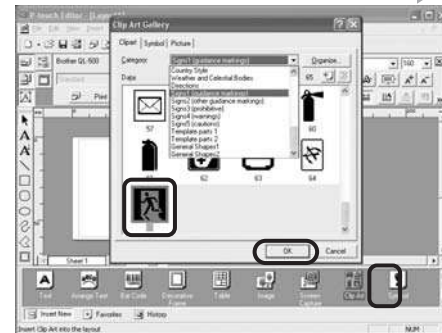 P-touch Editor - [Layout]
Clip Art Gallery
Clipart
Symbol
Picture
Category:
Signs1 (guidance markings)
Organize...
Brother QL-500
Data:
Country Style
Weather and Celestial Bodies
Directions
Signs1 (guidance markings)
Signs2 (other guidance markings)
Signs3 (prohibitive)
Signs4 (warnings)
Signs5 (cautions)
Template parts 1
Template parts 2
General Shapes1
General Shapes2
65
160
57
60
62
63
64
OK
Cancel
Sheet 1
Text
Arrange Text
Bar Code
Decorative Frame
Table
Image
Screen Capture
Clip Art
Insert New
Favorites
History
Insert Clip Art into the layout
NUM